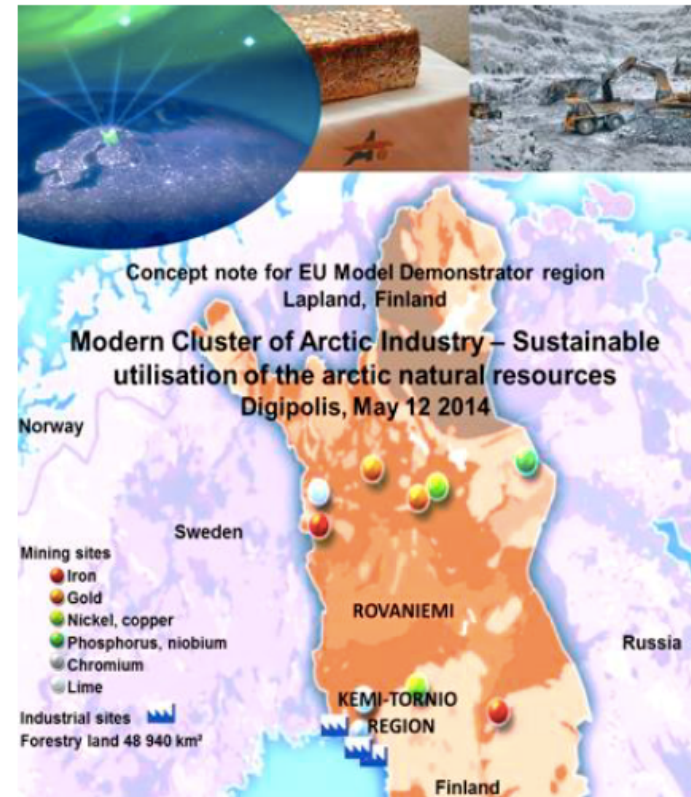 Concept note for EU Model Demonstrator region
Lapland, Finland
Modern Cluster of Arctic Industry – Sustainable
utilisation of the arctic natural resources
Digipolis, May 12 2014
Norway
Sweden
Mining sites
Iron
Gold
Nickel, copper
Phosphorus, niobium
Chromium
Lime
Industrial sites
Forestry land 48 940 km²
ROVANIEMI
Russia
KEMI-TORNIO
REGION
Finland